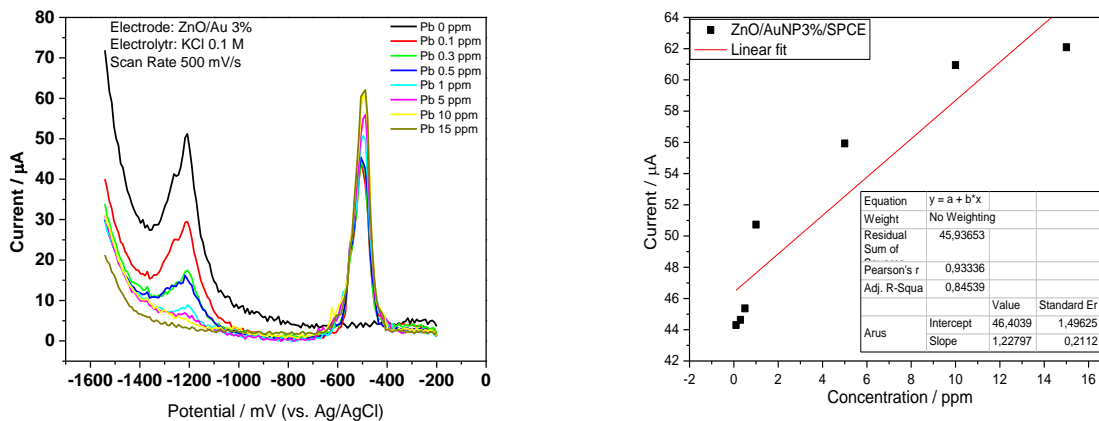 Electrode: ZnO/Au 3%
Electrolytr: KCl 0.1 M
Scan Rate 500 mV/s
Pb 0 ppm
Pb 0.1 ppm
Pb 0.3 ppm
Pb 0.5 ppm
Pb 1 ppm
Pb 5 ppm
Pb 10 ppm
Pb 15 ppm
80
70
60
50
40
30
20
10
0
Current / µA
-1600 -1400 -1200 -1000 -800 -600 -400 -200 0
Potential / mV (vs. Ag/AgCl)
ZnO/AuNP3%/SPCE
Linear fit
64
62
60
58
56
54
52
50
48
46
44
42
Current / µA
Equation y = a + b*x
Weight No Weighting
Residual 45,93653
Sum of
Pearson's r 0,93336
Adj. R-Squa 0,84539
Value Standard Er
Arus Intercept 46,4039 1,49625
Slope 1,22797 0,2112
-2 0 2 4 6 8 10 12 14 16
Concentration / ppm